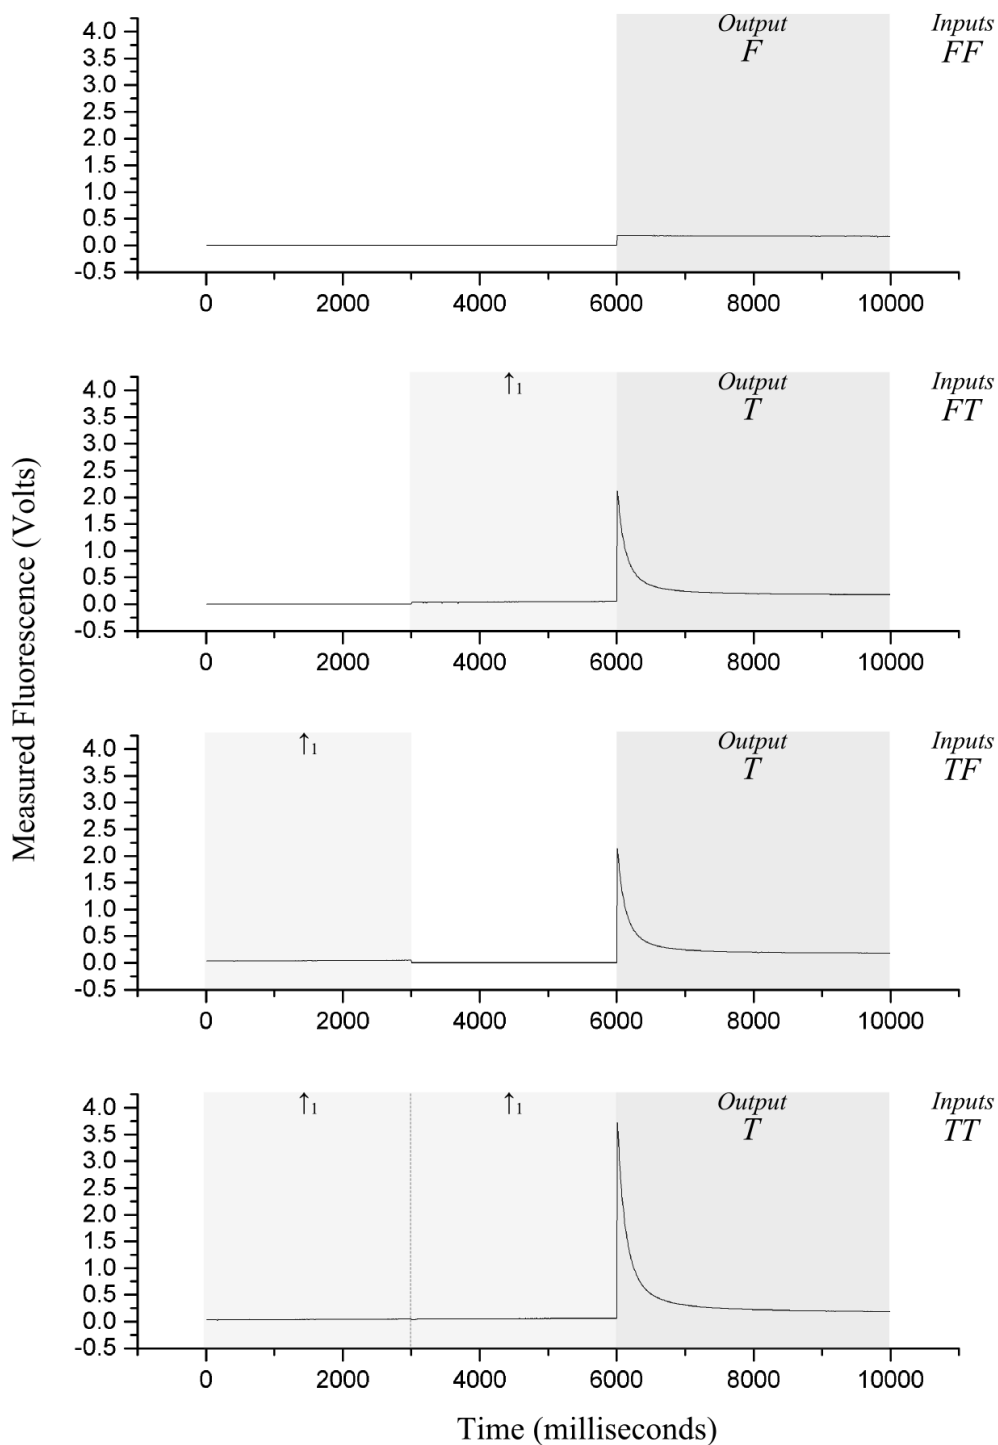 Measured Fluorescence (Volts)
Output Inputs
F FF
4.0
3.5
3.0
2.5
2.0
1.5
1.0
0.5
0.0
-0.5
0 2000 4000 6000 8000 10000
↑1 Output Inputs
T FT
4.0
3.5
3.0
2.5
2.0
1.5
1.0
0.5
0.0
-0.5
0 2000 4000 6000 8000 10000
↑1 Output Inputs
T TF
4.0
3.5
3.0
2.5
2.0
1.5
1.0
0.5
0.0
-0.5
0 2000 4000 6000 8000 10000
↑1 ↑1 Output Inputs
T TT
4.0
3.5
3.0
2.5
2.0
1.5
1.0
0.5
0.0
-0.5
0 2000 4000 6000 8000 10000
Time (milliseconds)